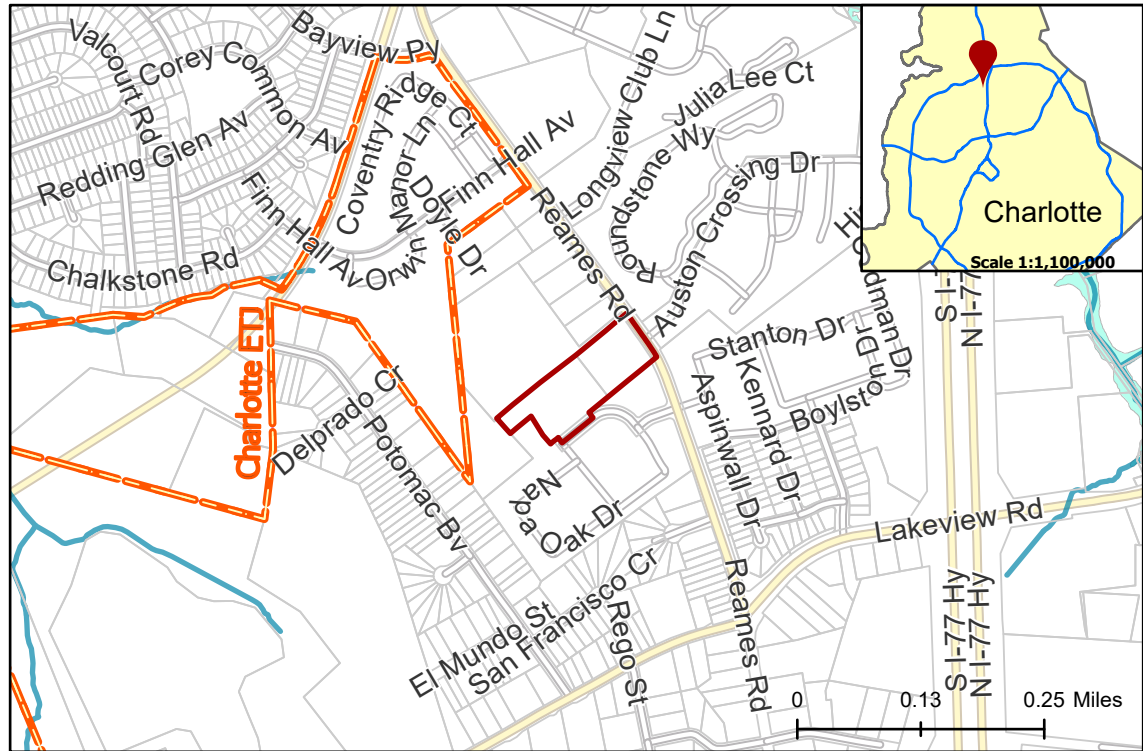 Bayview Py
Valcourt Rd
Corey Common Av
Redding Glen Av
Coventry Ridge Ct
Manor Ln
Orwin
Doyle Dr
Finn Hall Av
Finn Hall Av
Chalkstone Rd
Longview Club Ln
Julia Lee Ct
Roundstone Wy
Auston Crossing Dr
Reames Rd
Charlotte
Scale 1:1,100,000
S I-77
N I-77
Stanton Dr
Kennard Dr
Aspinwall Dr
Boylston Dr
Charlotte ETJ
Delprado Cr
Potomac Bv
Naya Oak Dr
Lakeview Rd
El Mundo St
San Francisco Cr
Rego St
Reames Rd
S I-77 Hy
N I-77 Hy
0
0.13
0.25 Miles